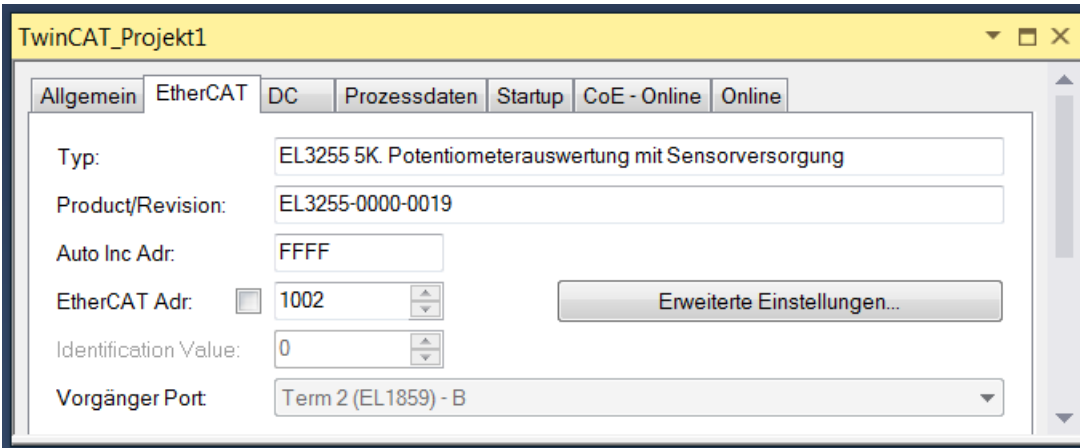 TwinCAT_Projekt1
Allgemein EtherCAT DC Prozessdaten Startup CoE - Online Online
Typ: EL3255 5K. Potentiometerauswertung mit Sensorversorgung
Product/Revision: EL3255-0000-0019
Auto Inc Adr: FFFF
EtherCAT Adr: 1002 Erweiterte Einstellungen...
Identification Value: 0
Vorgänger Port: Term 2 (EL1859) - B